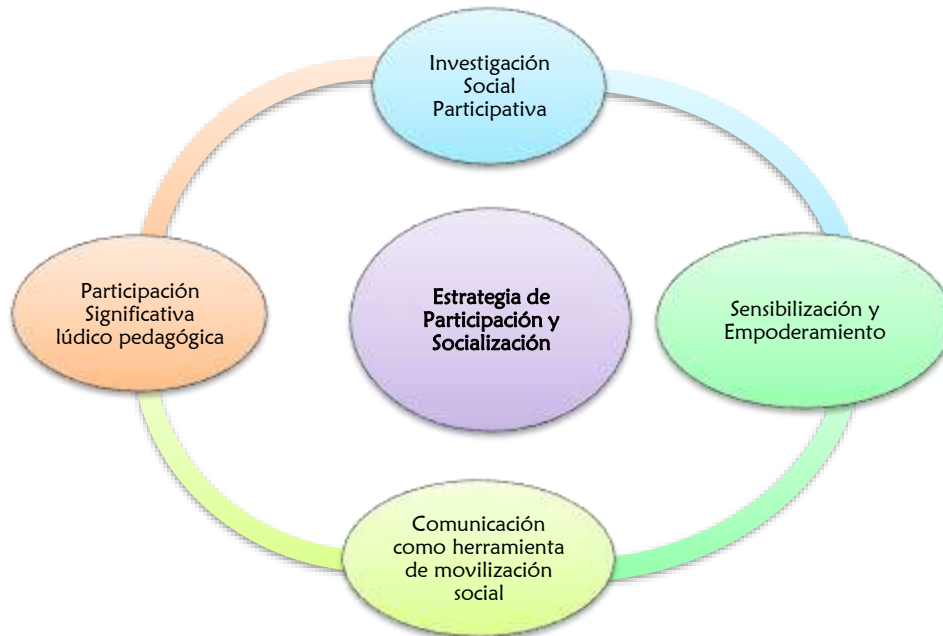 Investigación
Social
Participativa
Participación
Significativa
lúdico pedagógica
Estrategia de
Participación y
Socialización
Sensibilización y
Empoderamiento
Comunicación
como herramienta
de movilización
social